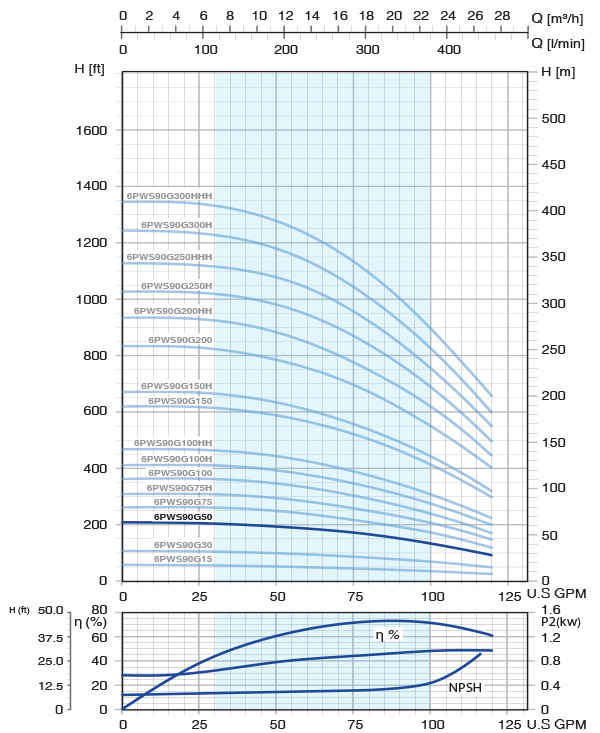 0 2 4 6 8 10 12 14 16 18 20 22 24 26 28 Q [m³/h]
0 100 200 300 400 Q [l/min]
H [ft] H [m]
1600
1400
1200
1000
800
600
400
200
0
500
450
400
350
300
250
200
150
100
50
0
6PWS90G300HHH
6PWS90G300H
6PWS90G250HHH
6PWS90G250H
6PWS90G200HH
6PWS90G200
6PWS90G150H
6PWS90G150
6PWS90G100HH
6PWS90G100H
6PWS90G100
6PWS90G75H
6PWS90G75
6PWS90G50
6PWS90G30
6PWS90G15
0 25 50 75 100 125 U.S GPM
H (ft) 50.0 80 1.6
η (%) P2(kw)
37.5 60 1.2
η %
25.0 40 0.8
12.5 20 0.4
NPSH
0 0 0
0 25 50 75 100 125 U.S GPM